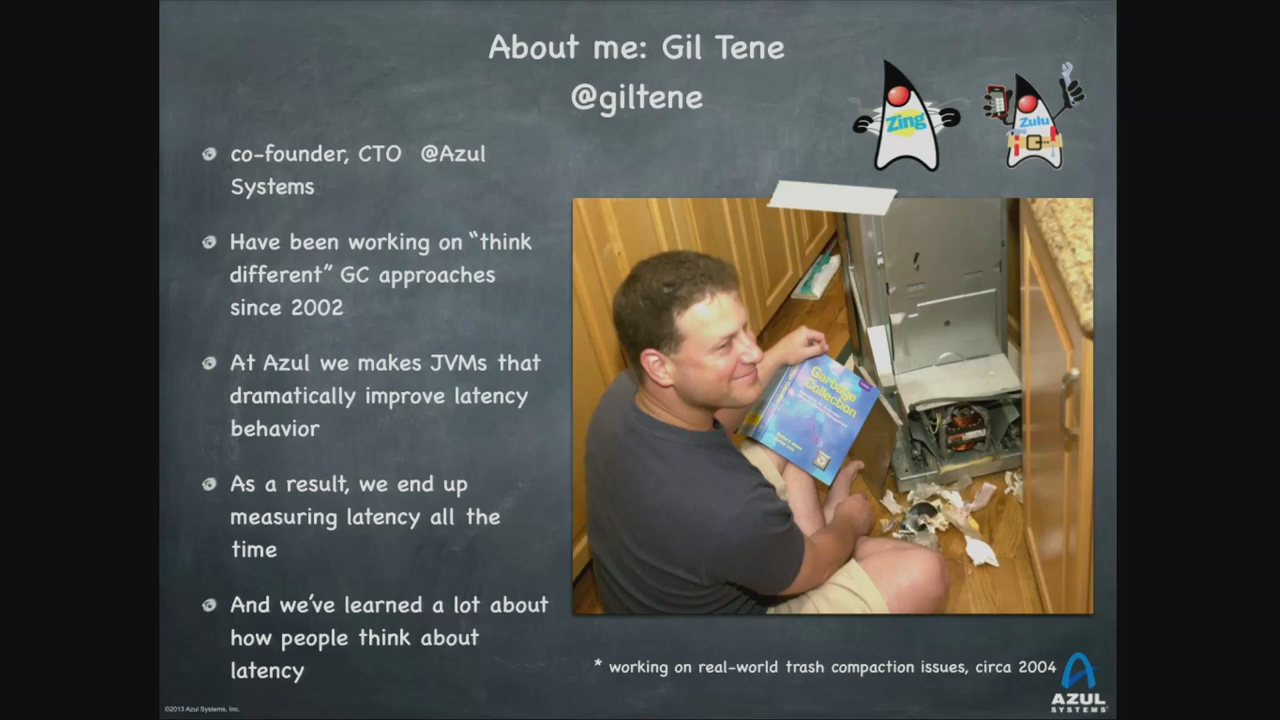 About me: Gil Tene
@giltene
Zing
Zulu
co-founder, CTO @Azul
Systems
Have been working on “think
different” GC approaches
since 2002
At Azul we makes JVMs that
dramatically improve latency
behavior
As a result, we end up
measuring latency all the
time
And we’ve learned a lot about
how people think about
latency
Garbage
Collection
* working on real-world trash compaction issues, circa 2004
AZUL
SYSTEMS
©2013 Azul Systems, Inc.